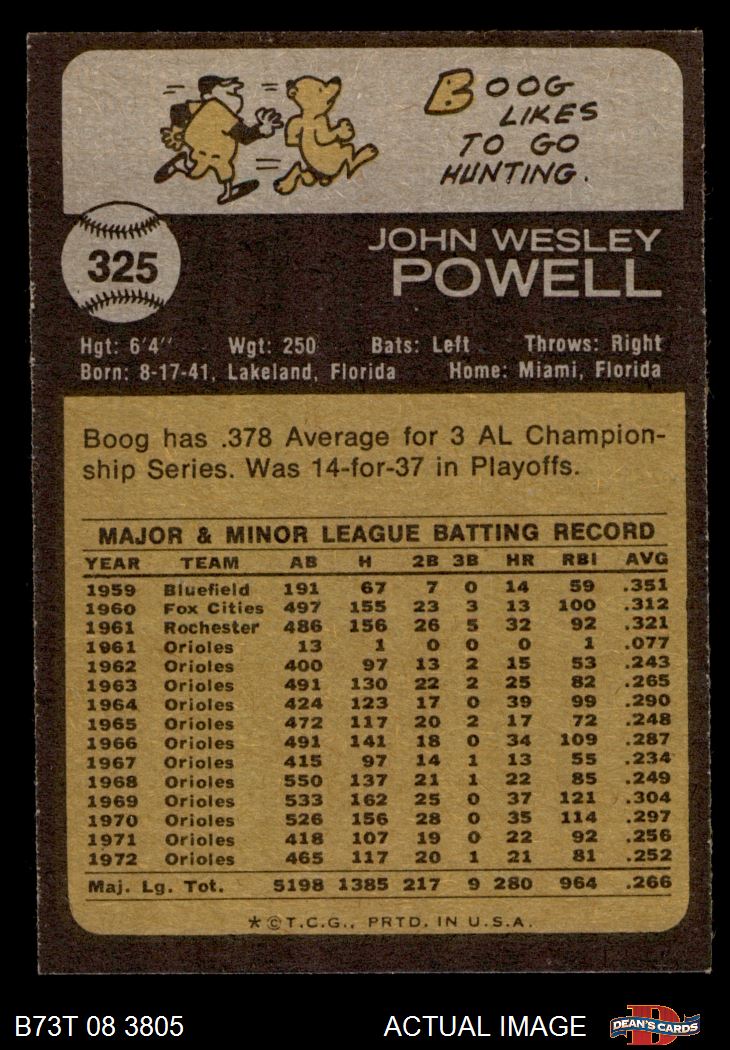 BOOG
LIKES
TO GO
HUNTING.
325
JOHN WESLEY
POWELL
Hgt: 6'4" Wgt: 250 Bats: Left Throws: Right
Born: 8-17-41, Lakeland, Florida Home: Miami, Florida
Boog has .378 Average for 3 AL Champion-
ship Series. Was 14-for-37 in Playoffs.
MAJOR & MINOR LEAGUE BATTING RECORD
YEAR TEAM AB H 2B 3B HR RBI AVG
1959 Bluefield 191 67 7 0 14 59 .351
1960 Fox Cities 497 155 23 3 13 100 .312
1961 Rochester 486 156 26 5 32 92 .321
1961 Orioles 13 1 0 0 0 1 .077
1962 Orioles 400 97 13 2 15 53 .243
1963 Orioles 491 130 22 2 25 82 .265
1964 Orioles 424 123 17 0 39 99 .290
1965 Orioles 472 117 20 2 17 72 .248
1966 Orioles 491 141 18 0 34 109 .287
1967 Orioles 415 97 14 1 13 55 .234
1968 Orioles 550 137 21 1 22 85 .249
1969 Orioles 533 162 25 0 37 121 .304
1970 Orioles 526 156 28 0 35 114 .297
1971 Orioles 418 107 19 0 22 92 .256
1972 Orioles 465 117 20 1 21 81 .252
Maj. Lg. Tot. 5198 1385 217 9 280 964 .266
*©T.C.G., PRTD. IN U.S.A.
B73T 08 3805 ACTUAL IMAGE D DEAN'S CARDS